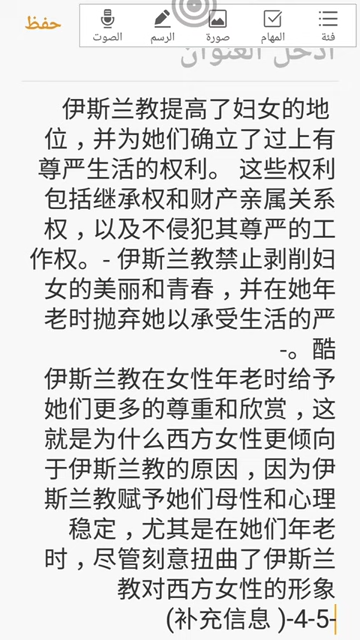 حفظ
الصوت
الرسم
صورة
المهام
فئة
أدخل العنوان
伊斯兰教提高了妇女的地
位，并为她们确立了过上有
尊严生活的权利。 这些权利
包括继承权和财产亲属关系
权，以及不侵犯其尊严的工
作权。- 伊斯兰教禁止剥削妇
女的美丽和青春，并在她年
老时抛弃她以承受生活的严
酷。-
伊斯兰教在女性年老时给予
她们更多的尊重和欣赏，这
就是为什么西方女性更倾向
于伊斯兰教的原因，因为伊
斯兰教赋予她们母性和心理
稳定，尤其是在她们年老
时，尽管刻意扭曲了伊斯兰
教对西方女性的形象
(补充信息 )-4-5-